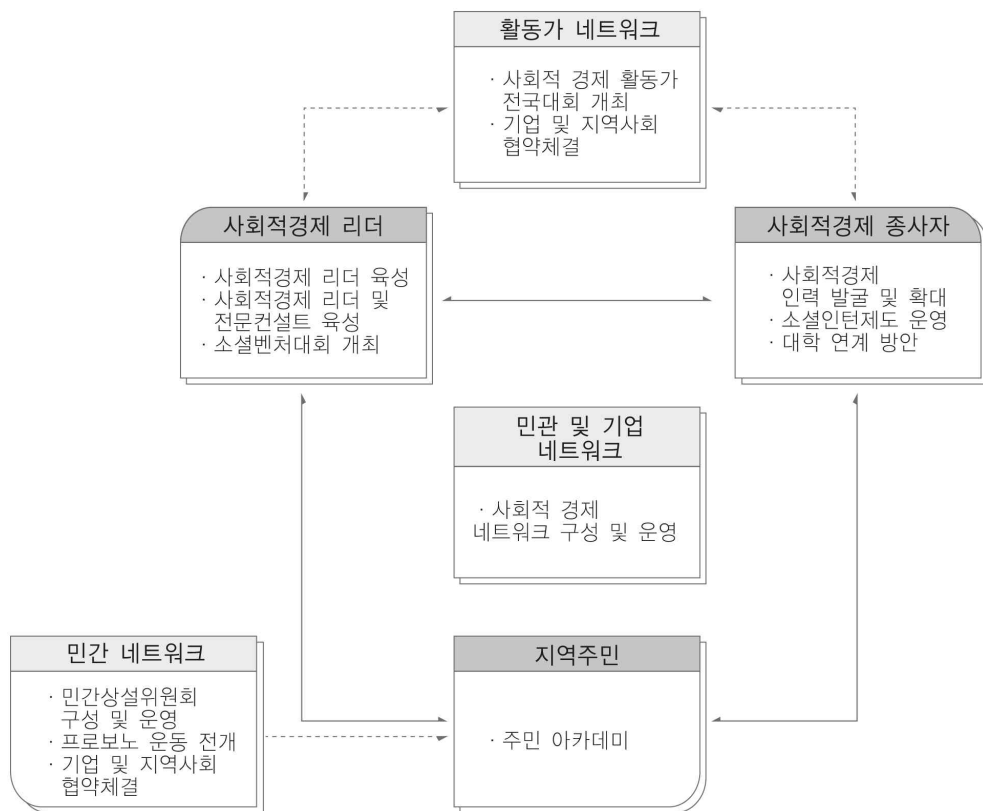 활동가 네트워크
· 사회적 경제 활동가
전국대회 개최
· 기업 및 지역사회
협약체결
사회적경제 리더
· 사회적경제 리더 육성
· 사회적경제 리더 및
전문컨설트 육성
· 소셜벤처대회 개최
사회적경제 종사자
· 사회적경제
인력 발굴 및 확대
· 소셜인턴제도 운영
· 대학 연계 방안
민관 및 기업
네트워크
· 사회적 경제
네트워크 구성 및 운영
민간 네트워크
· 민간상설위원회
구성 및 운영
· 프로보노 운동 전개
· 기업 및 지역사회
협약체결
지역주민
· 주민 아카데미